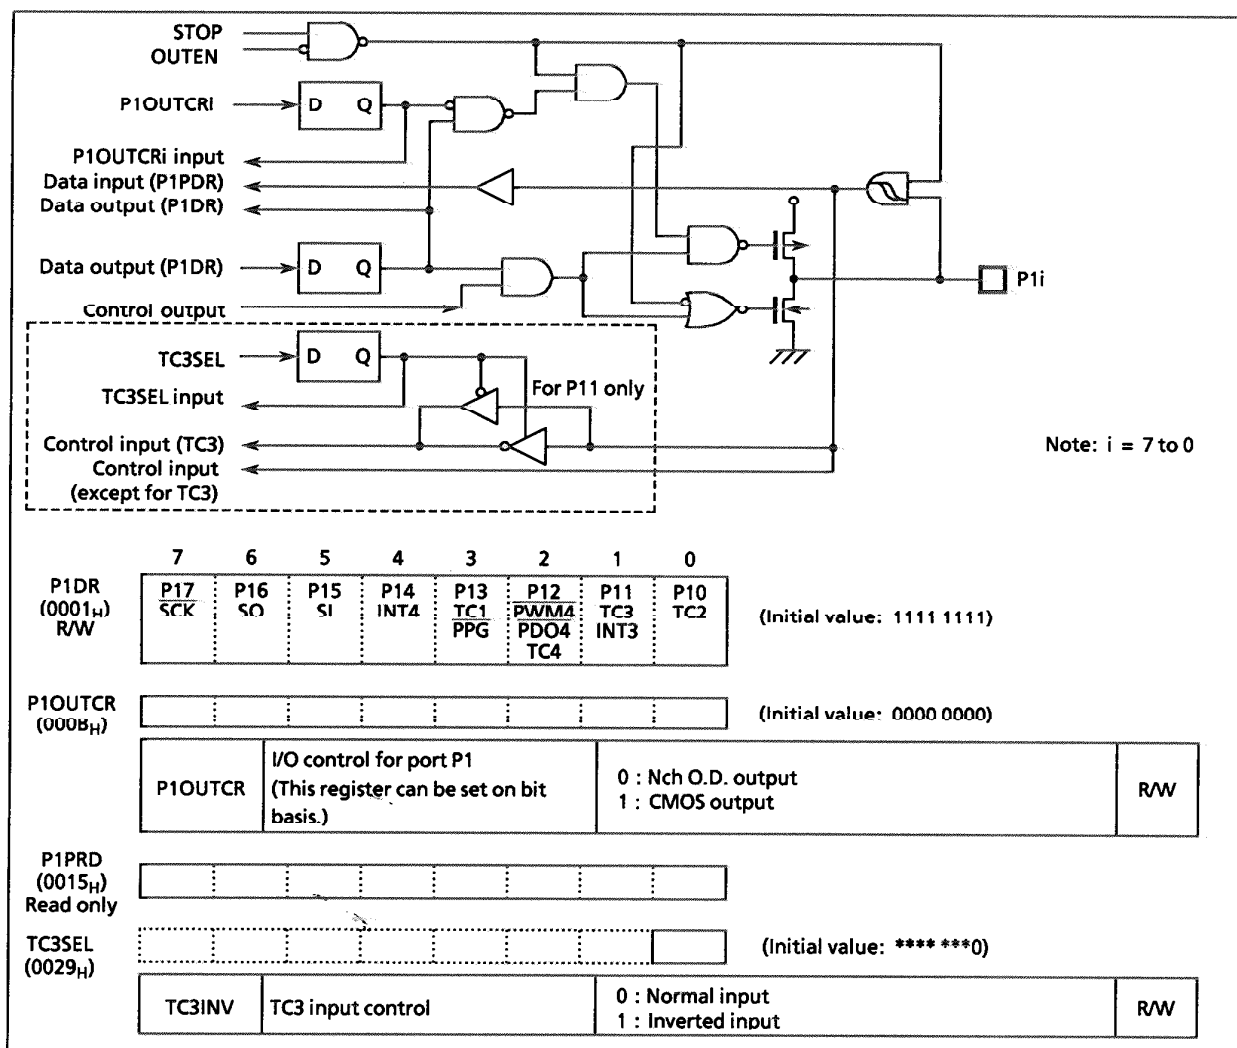 STOP
OUTEN
P1OUTCRi
D Q
P1OUTCRi input
Data input (P1PDR)
Data output (P1DR)
Data output (P1DR)
D Q
P1i
Control output
TC3SEL
D Q
TC3SEL input
For P11 only
Control input (TC3)
Control input
(except for TC3)
Note: i = 7 to 0
7 6 5 4 3 2 1 0
P1DR
(0001H)
R/W
P17 P16 P15 P14 P13 P12 P11 P10
SCK SO SI INT4 TC1 PWM4 TC3 TC2
PPG PDO4 INT3
TC4
(Initial value: 1111 1111)
P1OUTCR
(000BH)
(Initial value: 0000 0000)
P1OUTCR
I/O control for port P1
(This register can be set on bit
basis.)
0 : Nch O.D. output
1 : CMOS output
R/W
P1PRD
(0015H)
Read only
TC3SEL
(0029H)
(Initial value: **** ***0)
TC3INV
TC3 input control
0 : Normal input
1 : Inverted input
R/W